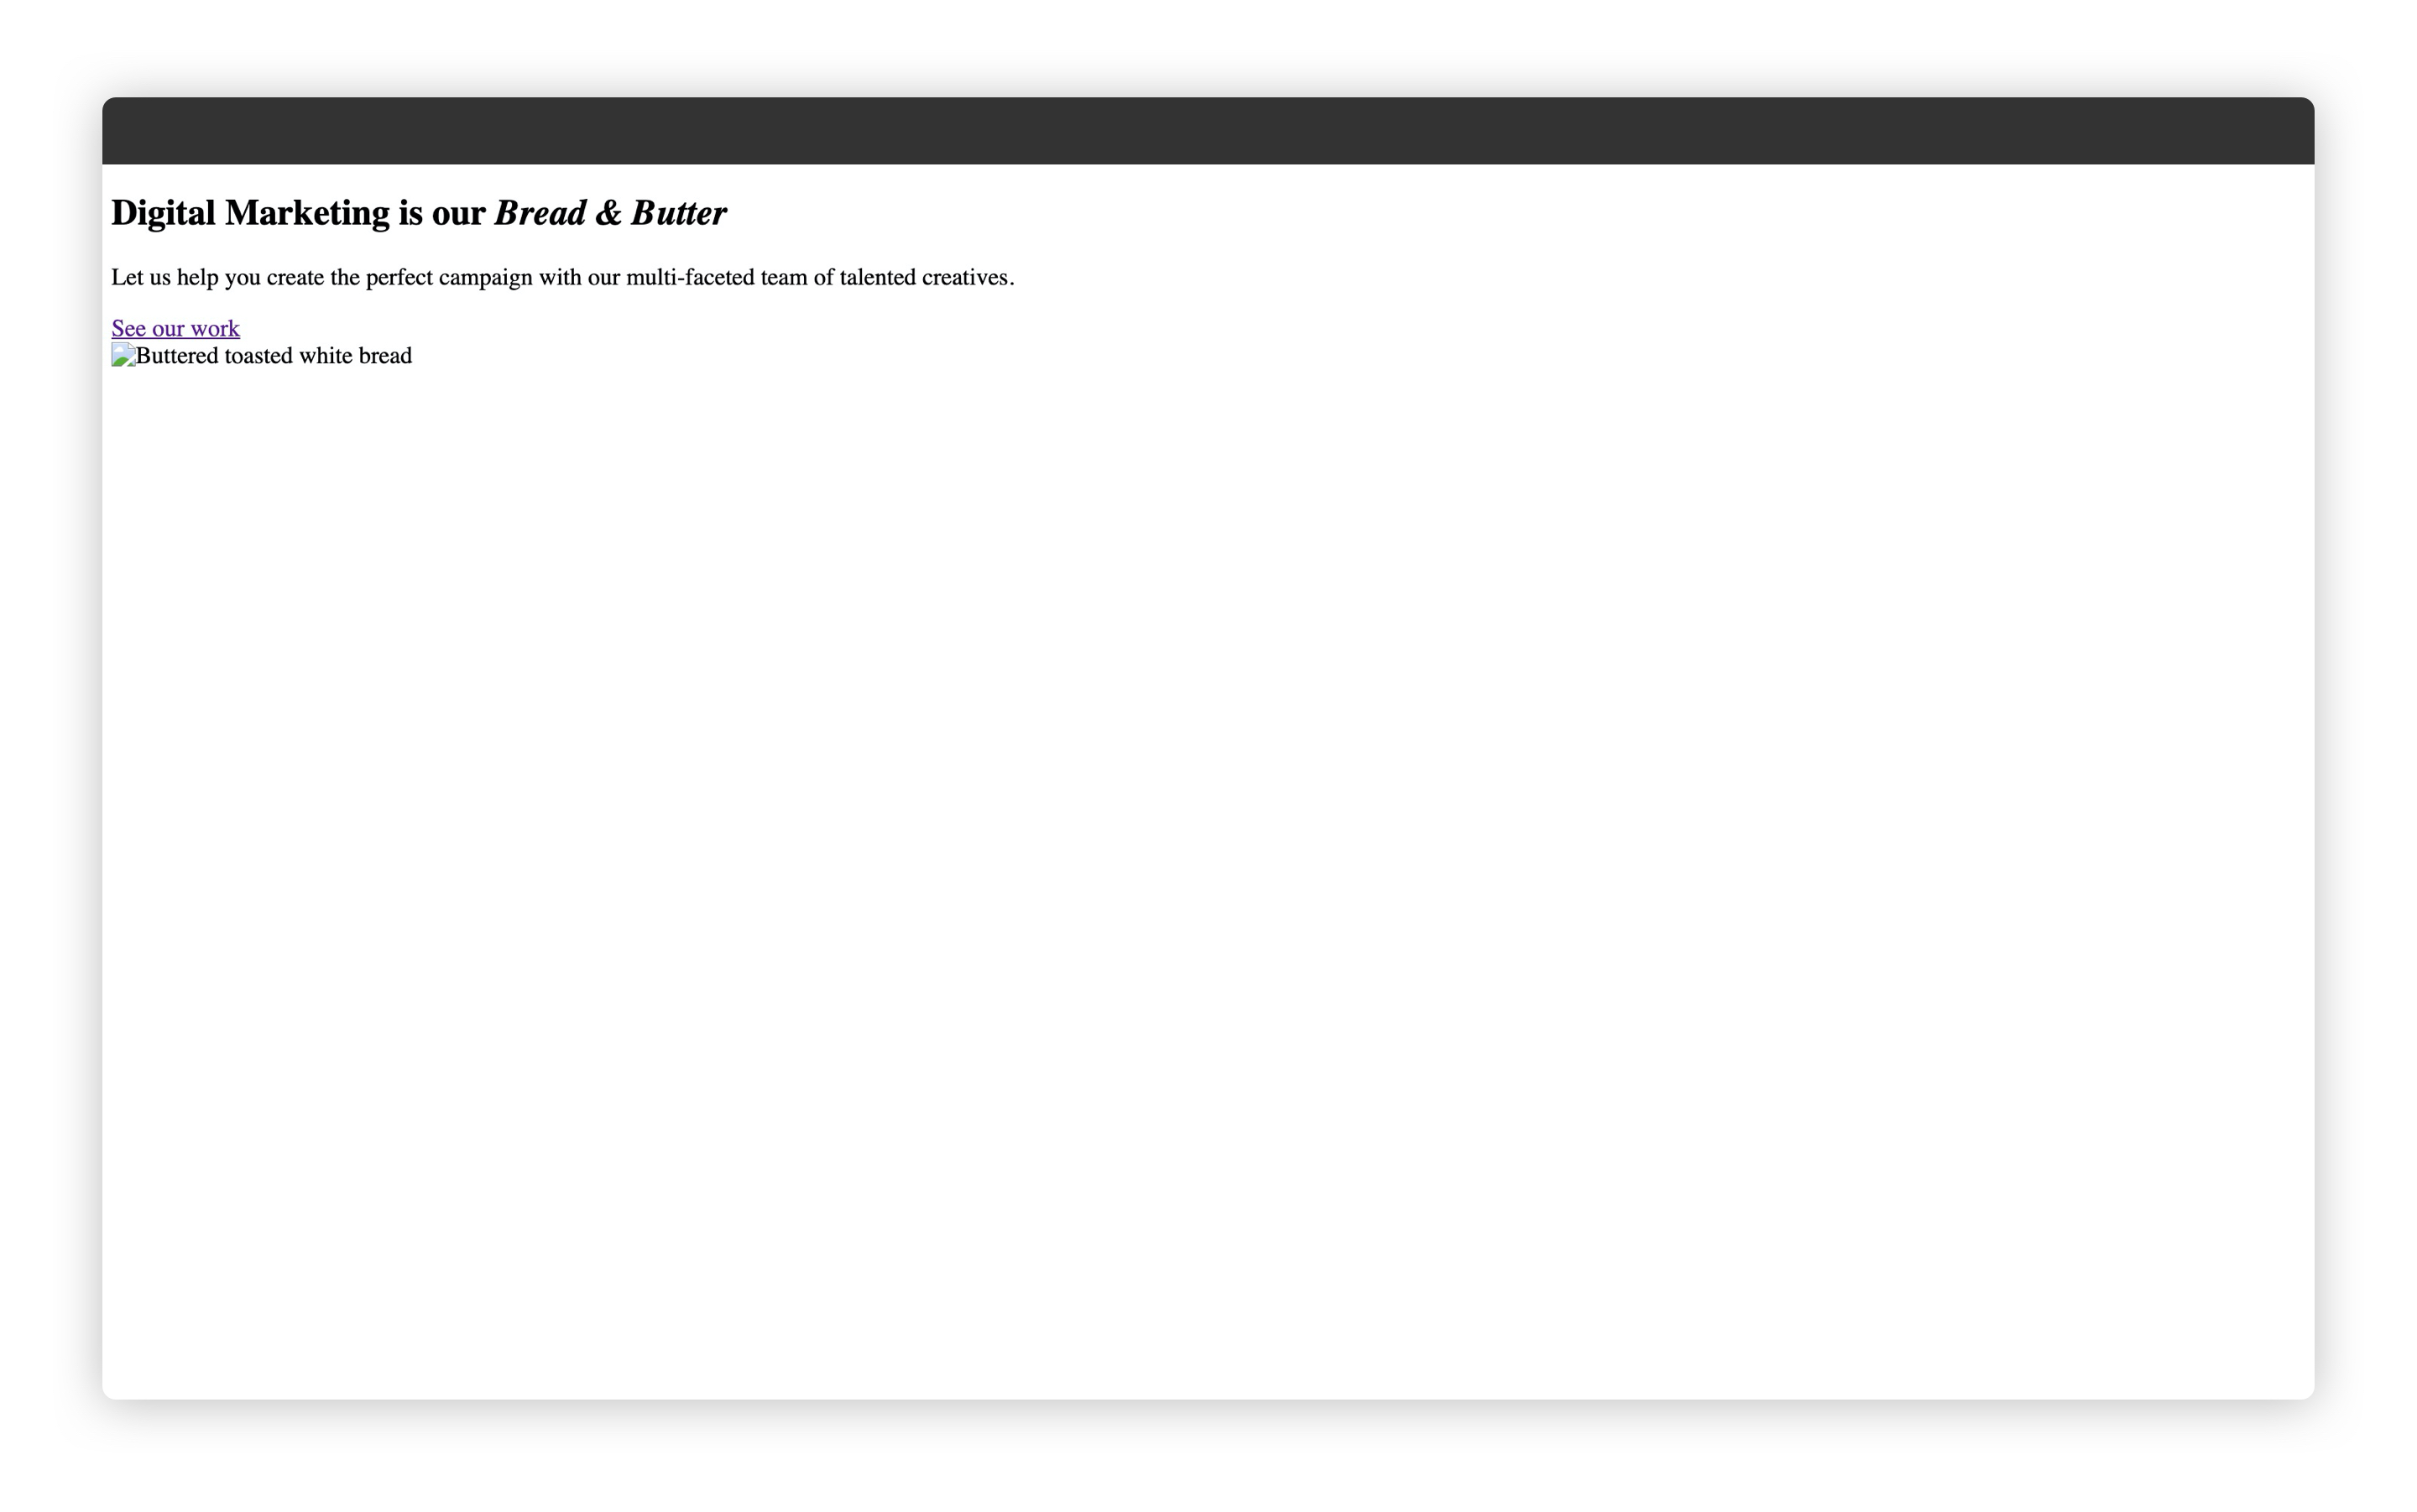 Digital Marketing is our Bread & Butter
Let us help you create the perfect campaign with our multi-faceted team of talented creatives.
See our work
Buttered toasted white bread